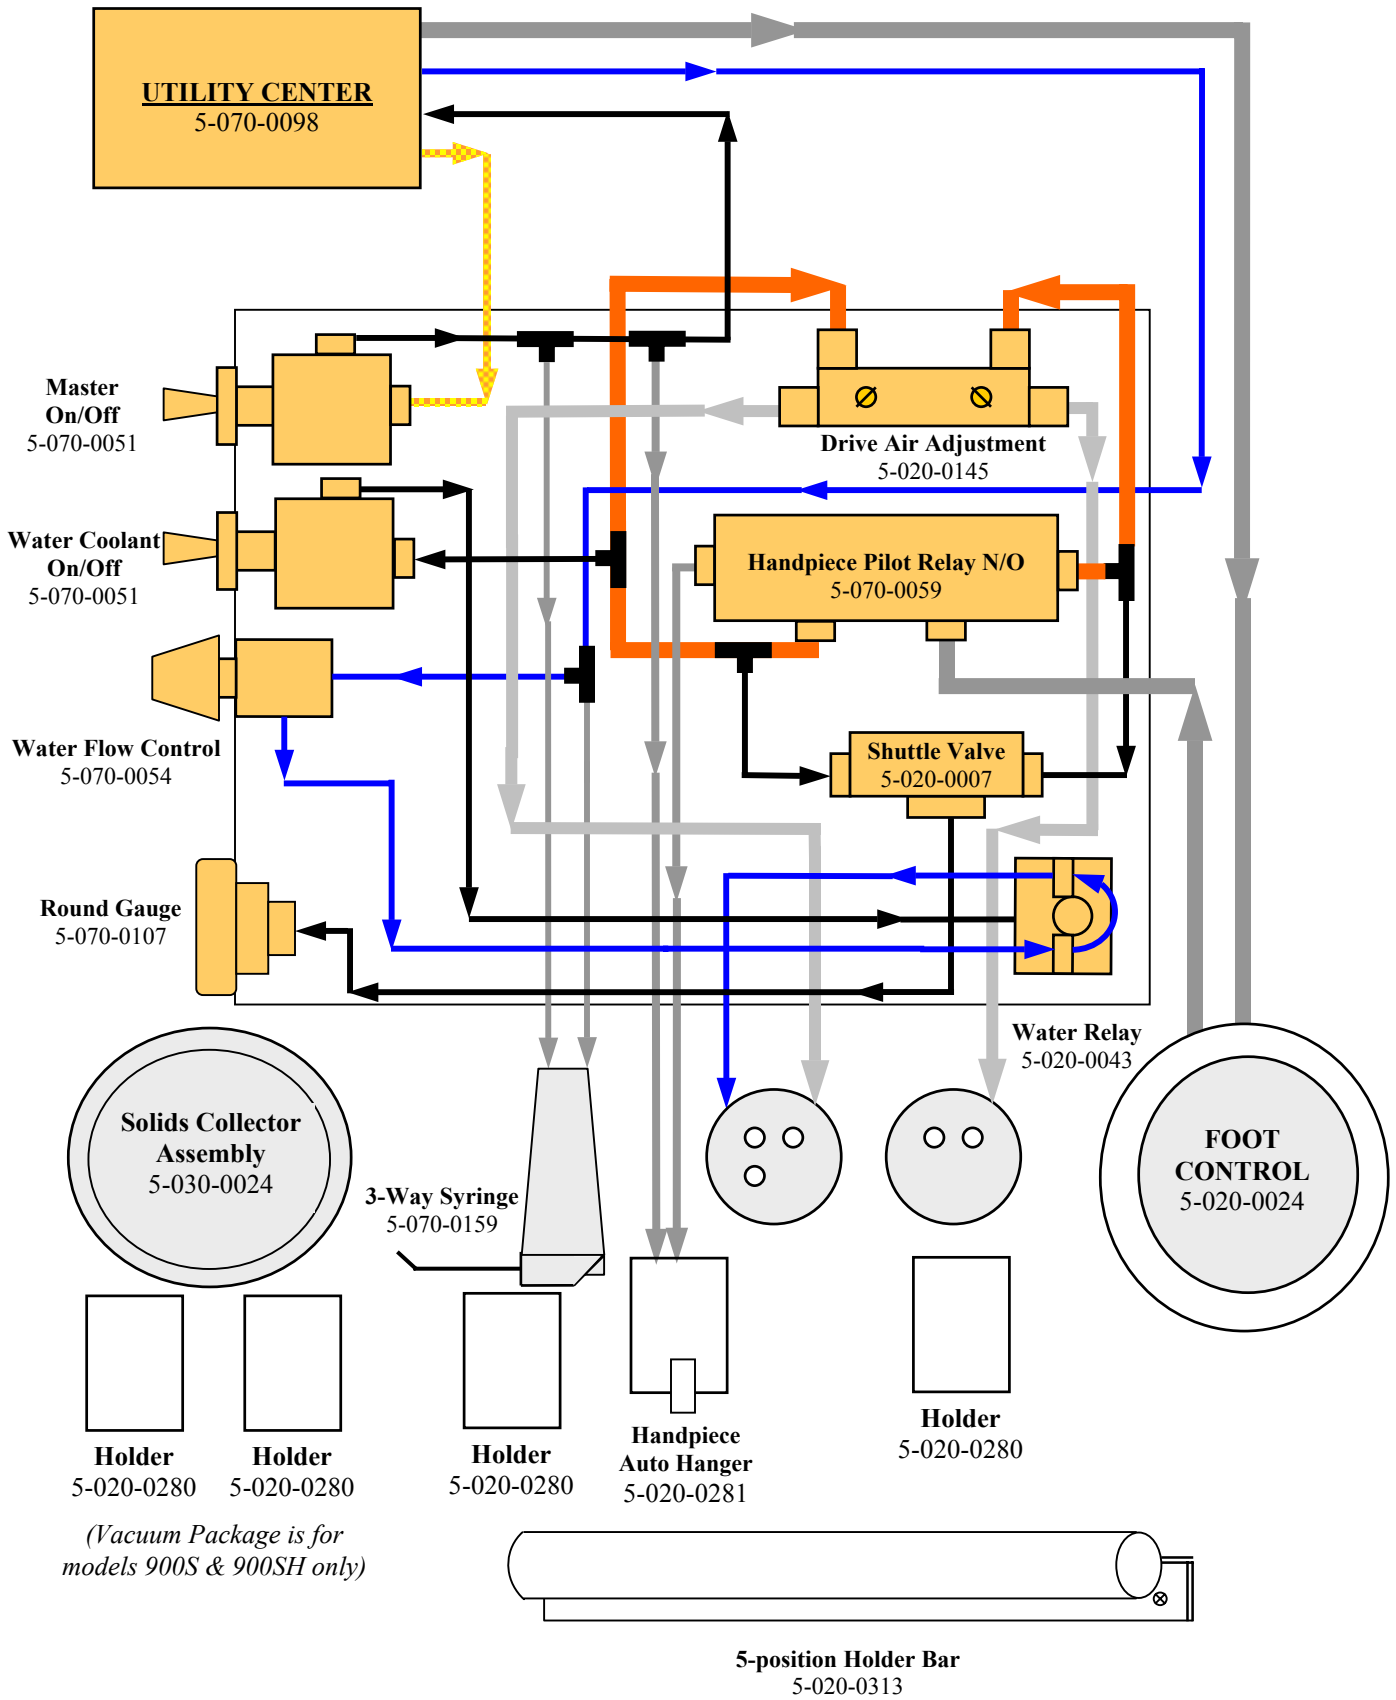 UTILITY CENTER
5-070-0098
Master
On/Off
5-070-0051
Drive Air Adjustment
5-020-0145
Water Coolant
On/Off
5-070-0051
Handpiece Pilot Relay N/O
5-070-0059
Water Flow Control
5-070-0054
Shuttle Valve
5-020-0007
Round Gauge
5-070-0107
Water Relay
5-020-0043
Solids Collector
Assembly
5-030-0024
3-Way Syringe
5-070-0159
FOOT
CONTROL
5-020-0024
Holder
5-020-0280
Holder
5-020-0280
Holder
5-020-0280
Handpiece
Auto Hanger
5-020-0281
Holder
5-020-0280
(Vacuum Package is for
models 900S & 900SH only)
5-position Holder Bar
5-020-0313